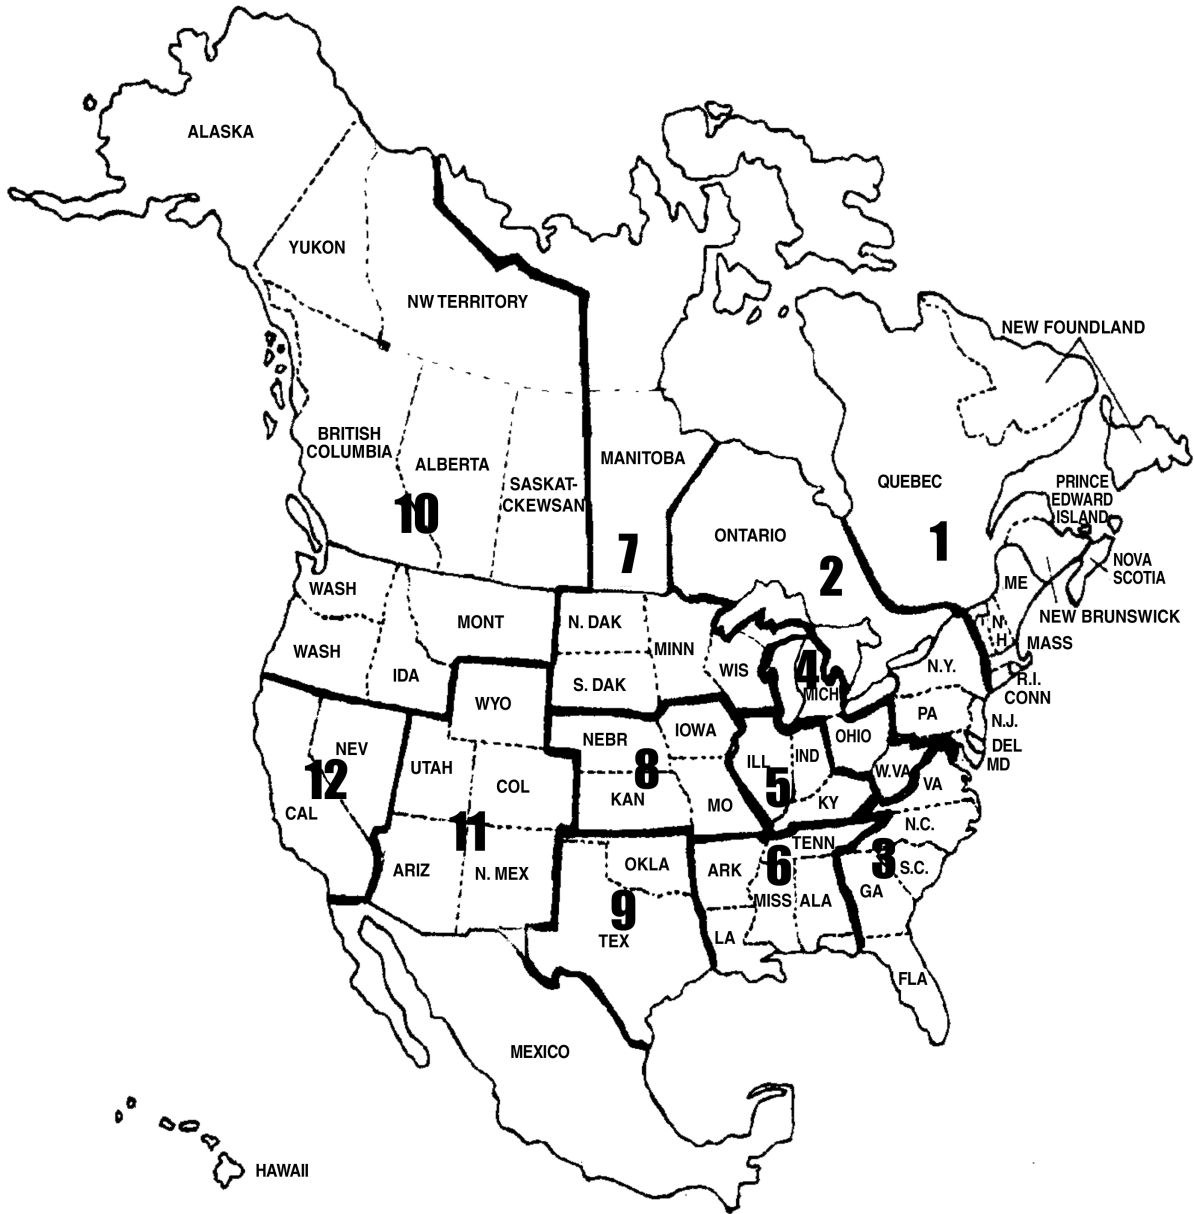 ALASKA
YUKON
NW TERRITORY
NEW FOUNDLAND
BRITISH
COLUMBIA
ALBERTA
SASKAT-
CKEWSAN
MANITOBA
QUEBEC
PRINCE
EDWARD
ISLAND
10
7
ONTARIO
2
1
NOVA
SCOTIA
ME
NEW BRUNSWICK
WASH
MONT
N. DAK
MINN
N
H
MASS
WASH
IDA
S. DAK
WIS
4
MICH
N.Y.
R.I.
CONN
WYO
PA
N.J.
NEV
NEBR
IOWA
OHIO
DEL
MD
12
UTAH
COL
8
ILL
IND
5
W.VA
VA
CAL
KAN
MO
KY
11
N.C.
TENN
6
3
ARIZ
N. MEX
OKLA
ARK
S.C.
GA
9
MISS
ALA
TEX
LA
FLA
MEXICO
HAWAII